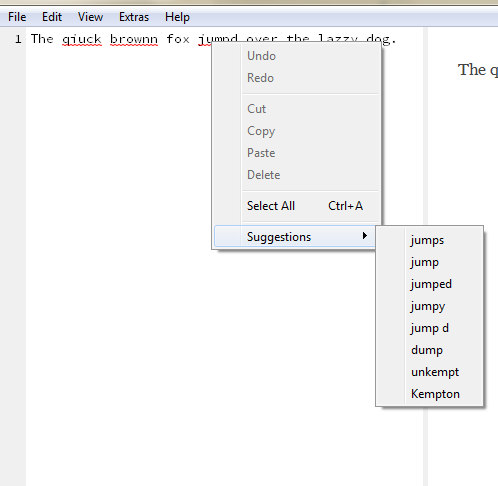 File Edit View Extras Help
1 The qiuck brownn fox jumpd over the lazzy dog.
The q
Undo
Redo
Cut
Copy
Paste
Delete
Select All Ctrl+A
Suggestions
jumps
jump
jumped
jumpy
jump d
dump
unkempt
Kempton